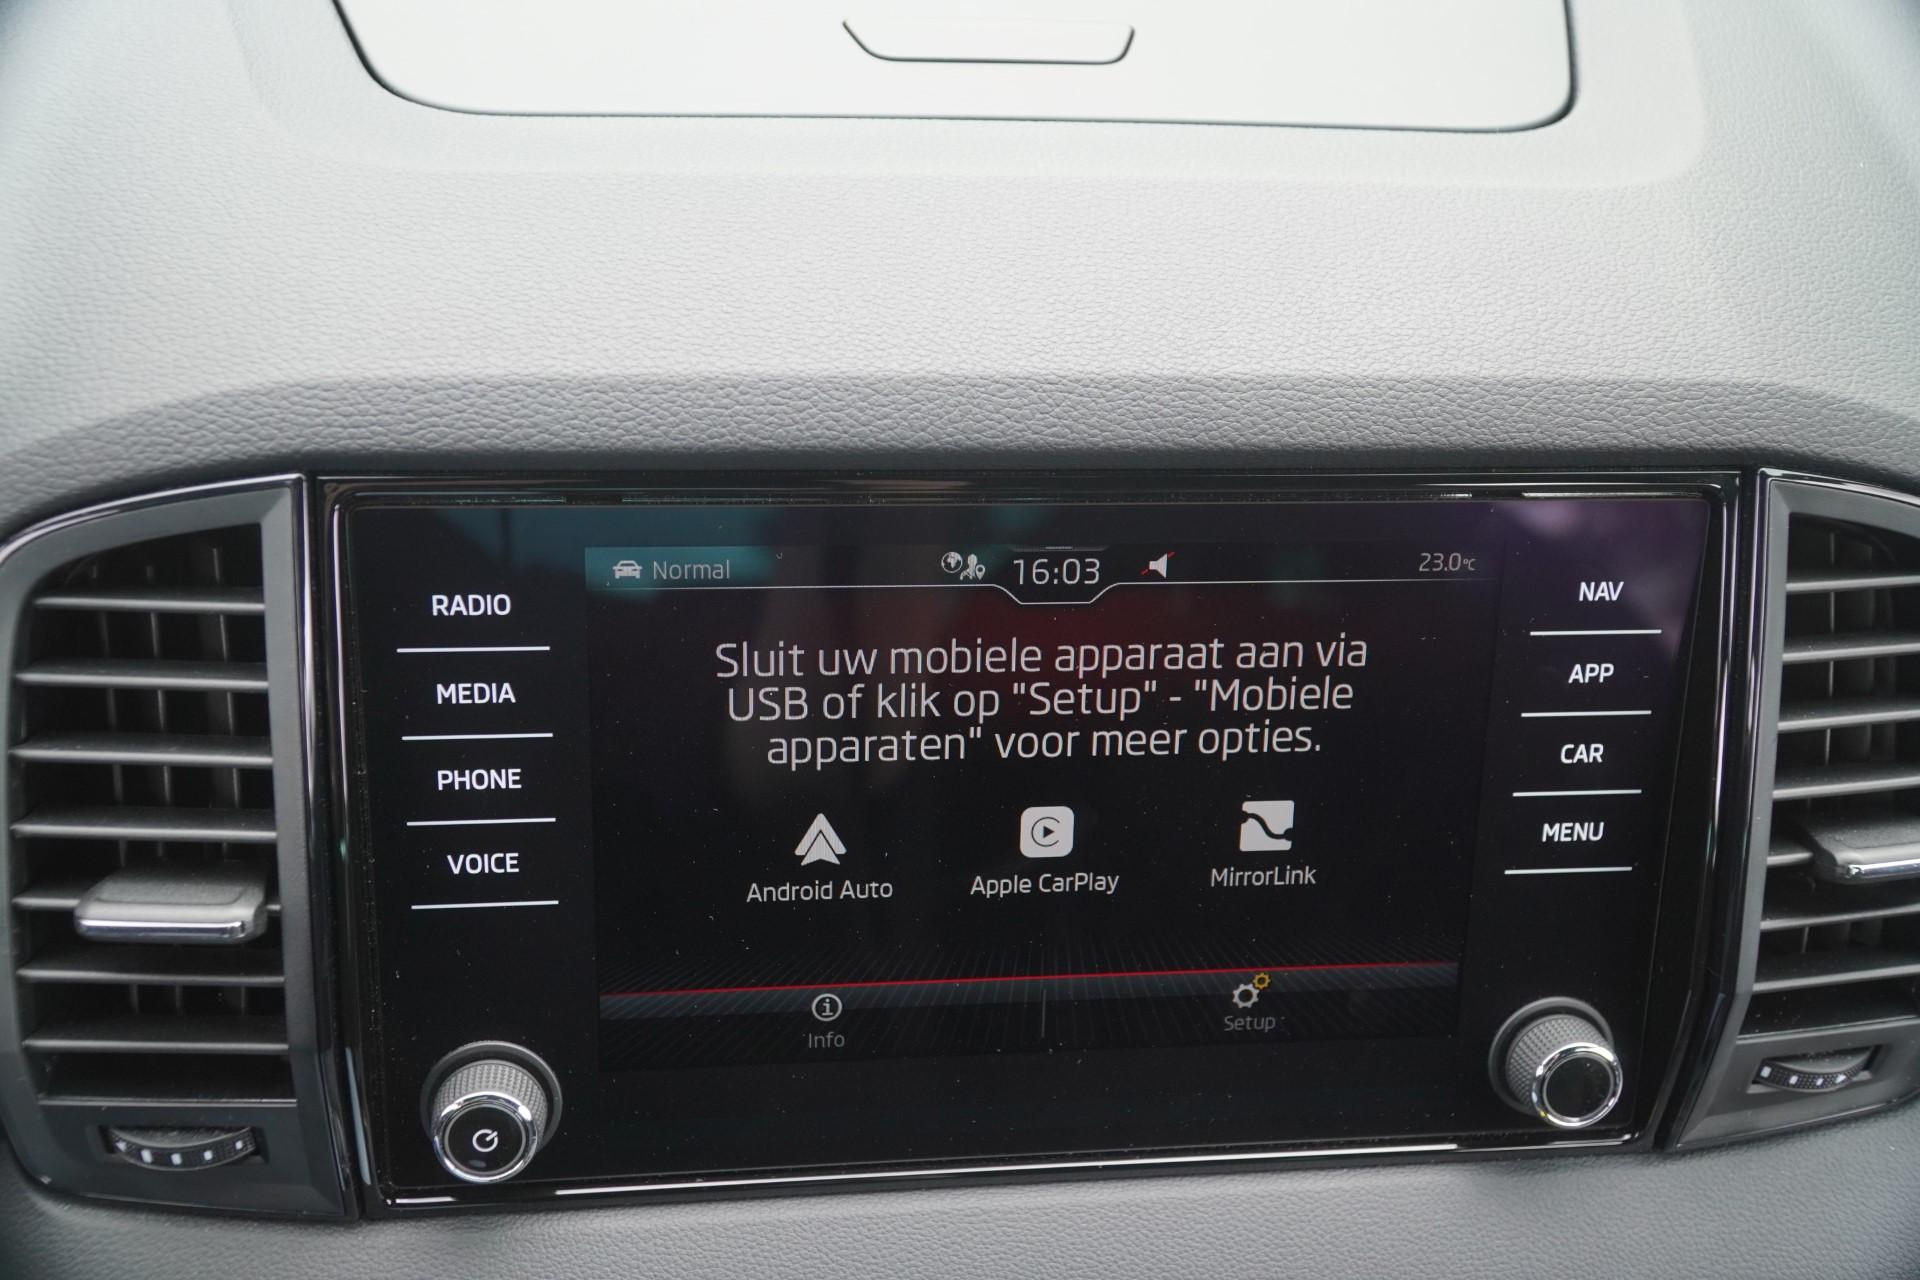 RADIO
MEDIA
PHONE
VOICE
Normal
16:03
23.0°C
Sluit uw mobiele apparaat aan via
USB of klik op "Setup" - "Mobiele
apparaten" voor meer opties.
Android Auto
Apple CarPlay
MirrorLink
Info
Setup
NAV
APP
CAR
MENU